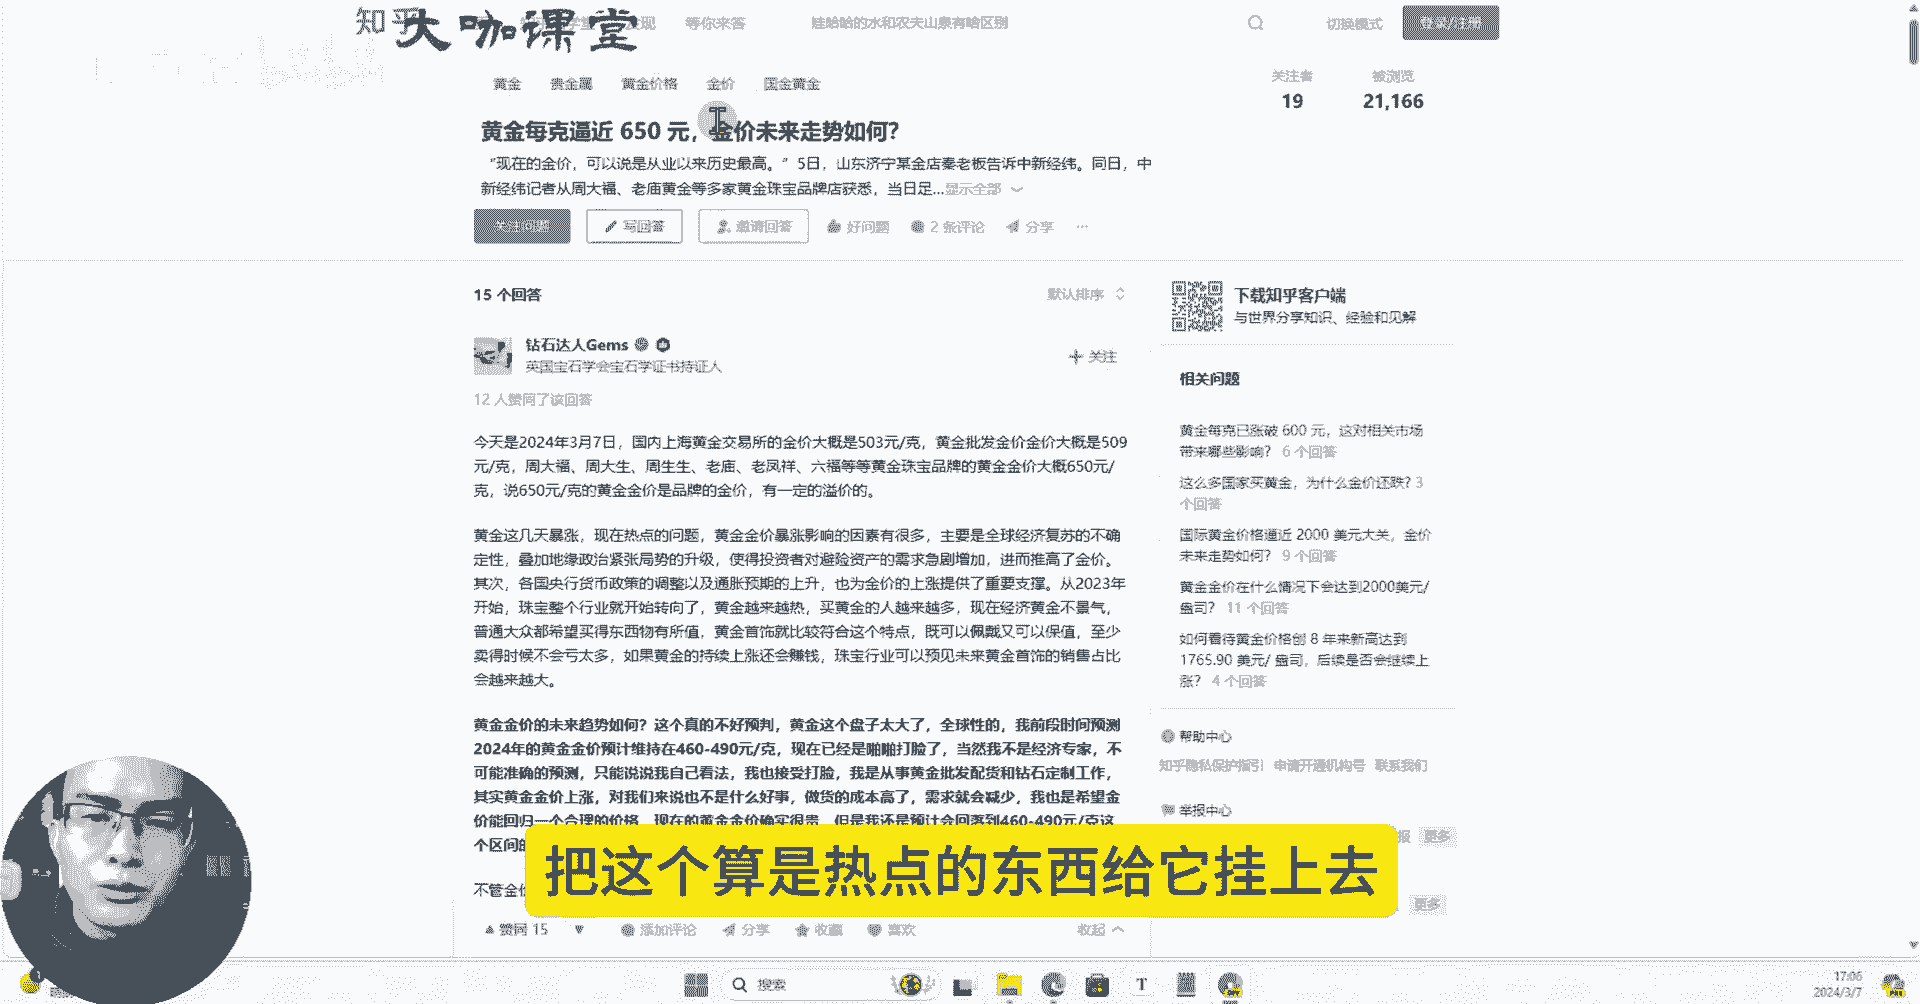 知乎
大咖课堂
发现
等你来答
娃哈哈的水和农夫山泉有啥区别
切换模式
登录/注册
黄金 贵金属 黄金价格 金价 国金黄金
关注者
19
被浏览
21,166
黄金每克逼近 650 元，金价未来走势如何？
“现在的金价，可以说是从业以来历史最高。”5日，山东济宁某金店秦老板告诉中新经纬。同日，中
新经纬记者从周大福、老庙黄金等多家黄金珠宝品牌店获悉，当日足...显示全部
关注问题 写回答 邀请回答 好问题 2 条评论 分享 ...
15 个回答
默认排序
钻石达人Gems
英国宝石学会宝石学证书持证人
关注
12 人赞同了该回答
今天是2024年3月7日，国内上海黄金交易所的金价大概是503元/克，黄金批发金价金价大概是509
元/克，周大福、周大生、周生生、老庙、老凤祥、六福等等黄金珠宝品牌的黄金金价大概650元/
克，说650元/克的黄金金价是品牌的金价，有一定的溢价的。
黄金这几天暴涨，现在热点的问题，黄金金价暴涨影响的因素有很多，主要是全球经济复苏的不确
定性，叠加地缘政治紧张局势的升级，使得投资者对避险资产的需求急剧增加，进而推高了金价。
其次，各国央行货币政策的调整以及通胀预期的上升，也为金价的上涨提供了重要支撑。从2023年
开始，珠宝整个行业就开始转向了，黄金越来越热，买黄金的人越来越多，现在经济黄金不景气，
普通大众都希望买得东西物有所值，黄金首饰就比较符合这个特点，既可以佩戴又可以保值，至少
卖得时候不会亏太多，如果黄金的持续上涨还会赚钱，珠宝行业可以预见未来黄金首饰的销售占比
会越来越大。
黄金金价的未来趋势如何？这个真的不好预判，黄金这个盘子太大了，全球性的，我前段时间预测
2024年的黄金金价预计维持在460-490元/克，现在已经是啪啪打脸了，当然我不是经济专家，不
可能准确的预测，只能说说我自己看法，我也接受打脸，我是从事黄金批发配货和钻石定制工作，
其实黄金金价上涨，对我们来说也不是什么好事，做货的成本高了，需求就会减少，我也是希望金
价能回归一个合理的价格，现在的黄金金价确实很贵，但是我还是预计会回落到460-490元/克这
个区间的
不管金价
赞同 15 添加评论 分享 收藏 喜欢 收起
下载知乎客户端
与世界分享知识、经验和见解
相关问题
黄金每克已涨破 600 元，这对相关市场
带来哪些影响？ 6 个回答
这么多国家买黄金，为什么金价还跌? 3
个回答
国际黄金价格逼近 2000 美元大关，金价
未来走势如何？ 9 个回答
黄金金价在什么情况下会达到2000美元/
盎司？ 11 个回答
如何看待黄金价格创 8 年来新高达到
1765.90 美元/ 盎司，后续是否会继续上
涨？ 4 个回答
帮助中心
知乎隐私保护指引 申请开通机构号 联系我们
举报中心
报 更多
更多
把这个算是热点的东西给它挂上去
搜索
17:06
2024/3/7